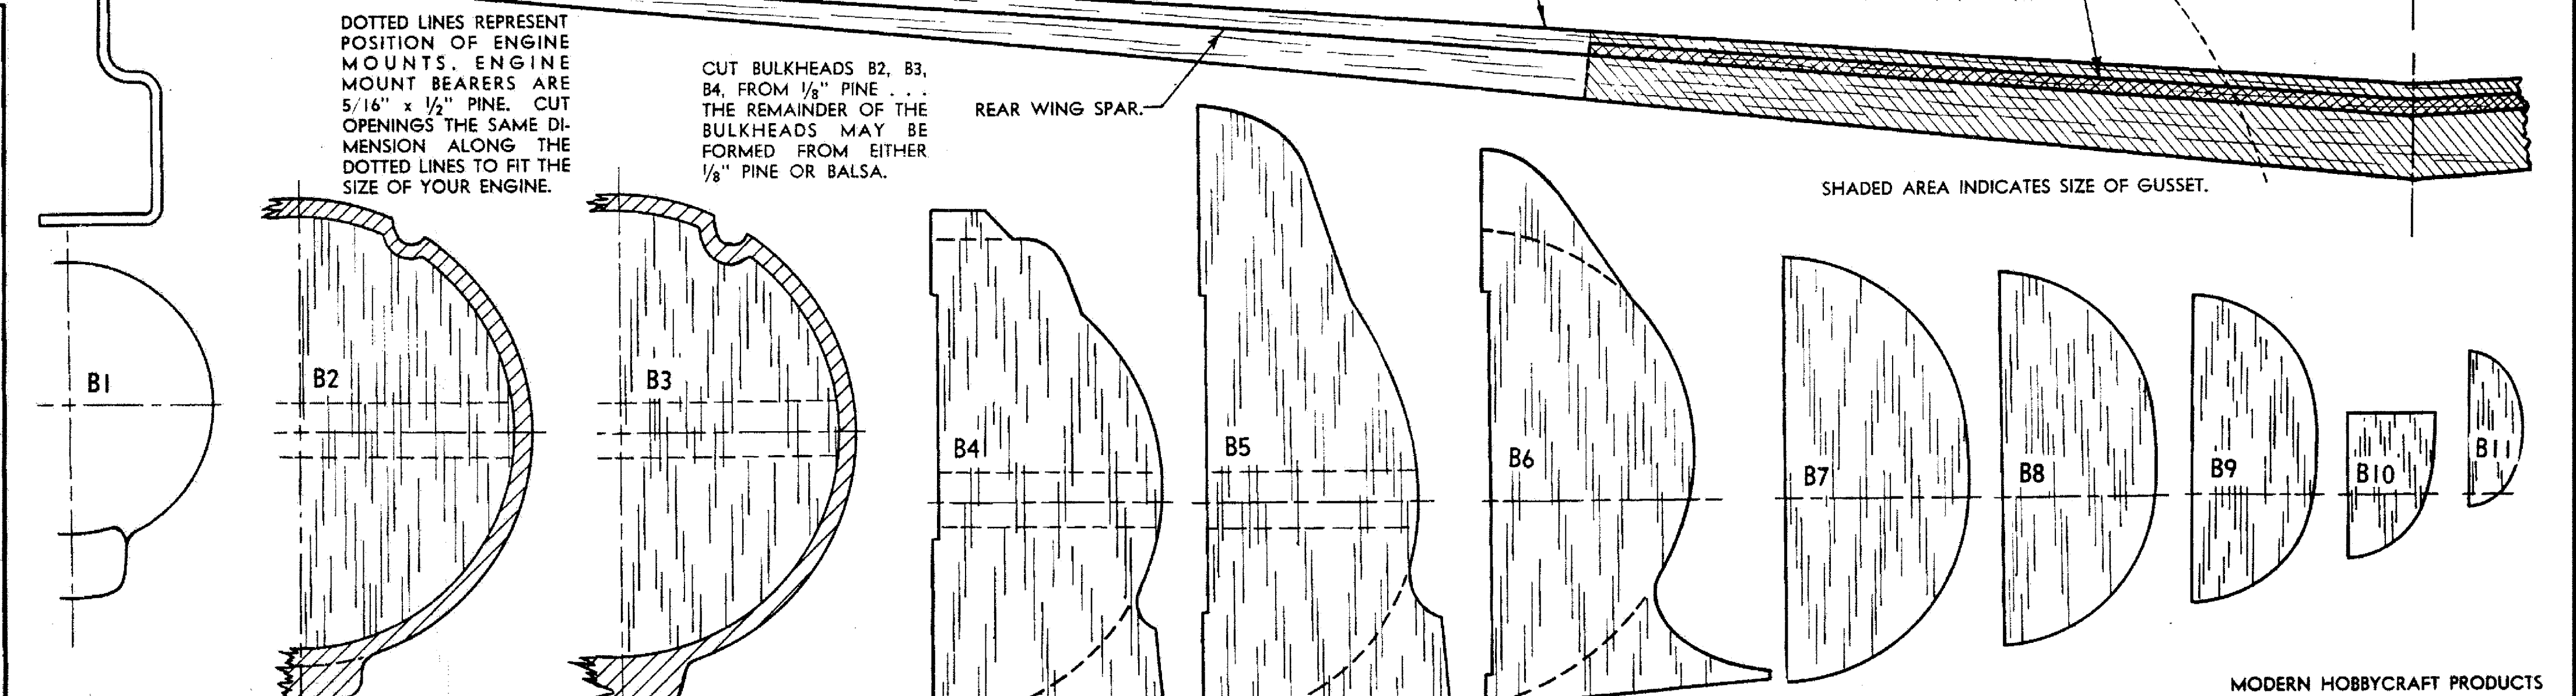 DOTTED LINES REPRESENT
POSITION OF ENGINE
MOUNTS. ENGINE
MOUNT BEARERS ARE
5/16" x 1/2" PINE. CUT
OPENINGS THE SAME DI-
MENSION ALONG THE
DOTTED LINES TO FIT THE
SIZE OF YOUR ENGINE.
CUT BULKHEADS B2, B3,
B4, FROM 1/8" PINE . . .
THE REMAINDER OF THE
BULKHEADS MAY BE
FORMED FROM EITHER
1/8" PINE OR BALSA.
REAR WING SPAR.
SHADED AREA INDICATES SIZE OF GUSSET.
B1
B2
B3
B4
B5
B6
B7
B8
B9
B10
B11
MODERN HOBBYCRAFT PRODUCTS